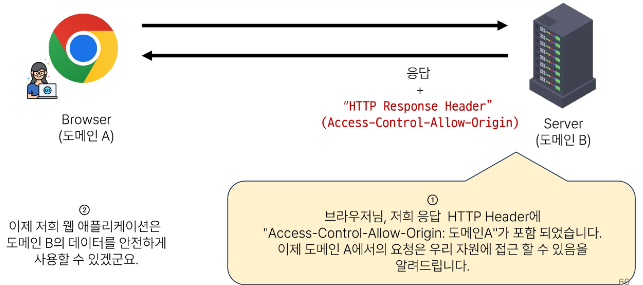 응답
+
“HTTP Response Header”
(Access-Control-Allow-Origin)
Browser
(도메인 A)
Server
(도메인 B)
①
브라우저님, 저희 응답 HTTP Header에
"Access-Control-Allow-Origin: 도메인A"가 포함 되었습니다.
이제 도메인 A에서의 요청은 우리 자원에 접근 할 수 있음을
알려드립니다.
②
이제 저희 웹 애플리케이션은
도메인 B의 데이터를 안전하게
사용할 수 있겠군요.